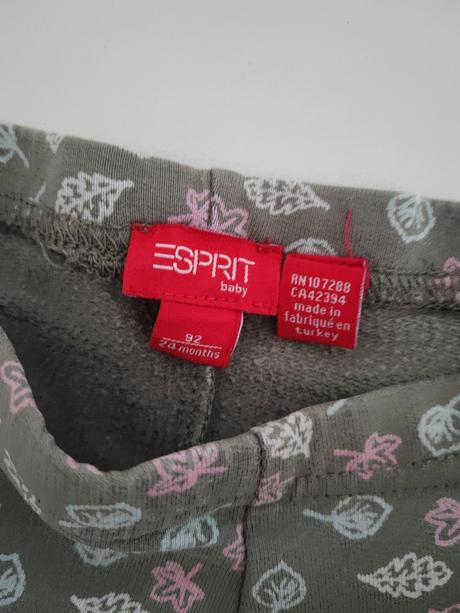 ESPRIT
baby
92
24 months
RN107288
CA42394
made in
fabriqué en
turkey